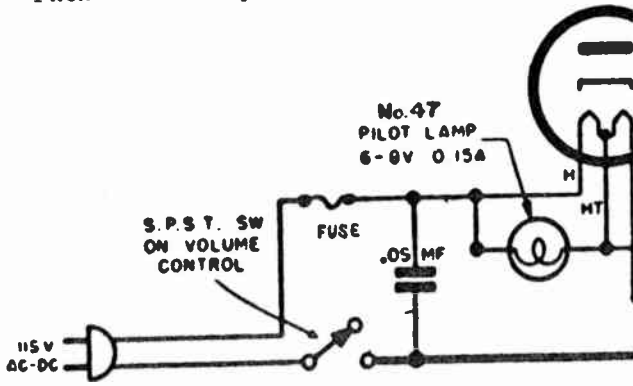 No.47
PILOT LAMP
6-8V 0 15A
H
HT
S.P.S T. SW
ON VOLUME
CONTROL
FUSE
.05 MF
115 V
AC-DC